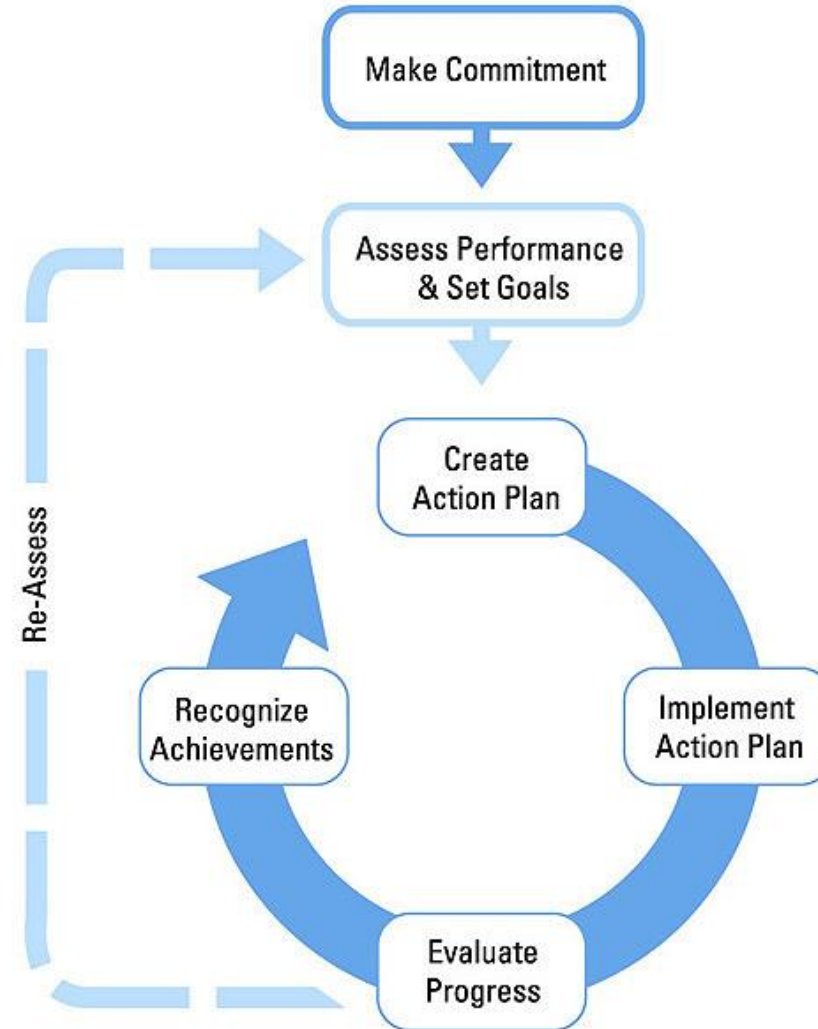 Make Commitment
Assess Performance
& Set Goals
Create
Action Plan
Re-Assess
Recognize
Achievements
Implement
Action Plan
Evaluate
Progress